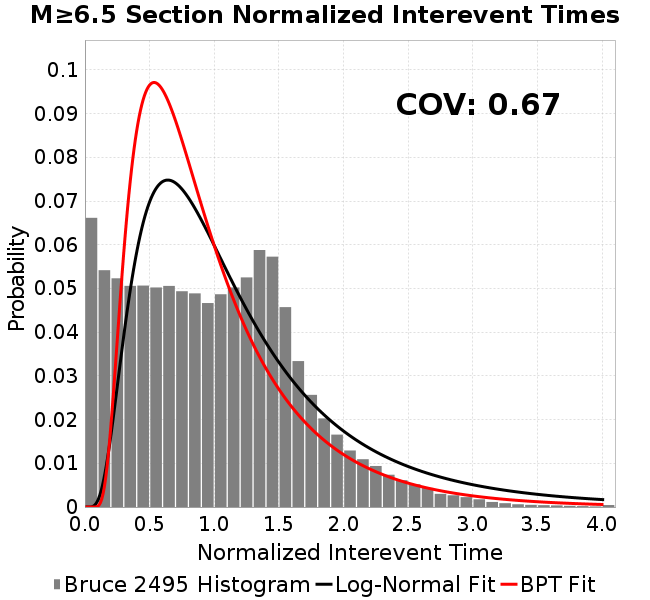 M≥6.5 Section Normalized Interevent Times
COV: 0.67
Probability
0.1
0.09
0.08
0.07
0.06
0.05
0.04
0.03
0.02
0.01
0
0.0 0.5 1.0 1.5 2.0 2.5 3.0 3.5 4.0
Normalized Interevent Time
Bruce 2495 Histogram Log-Normal Fit BPT Fit